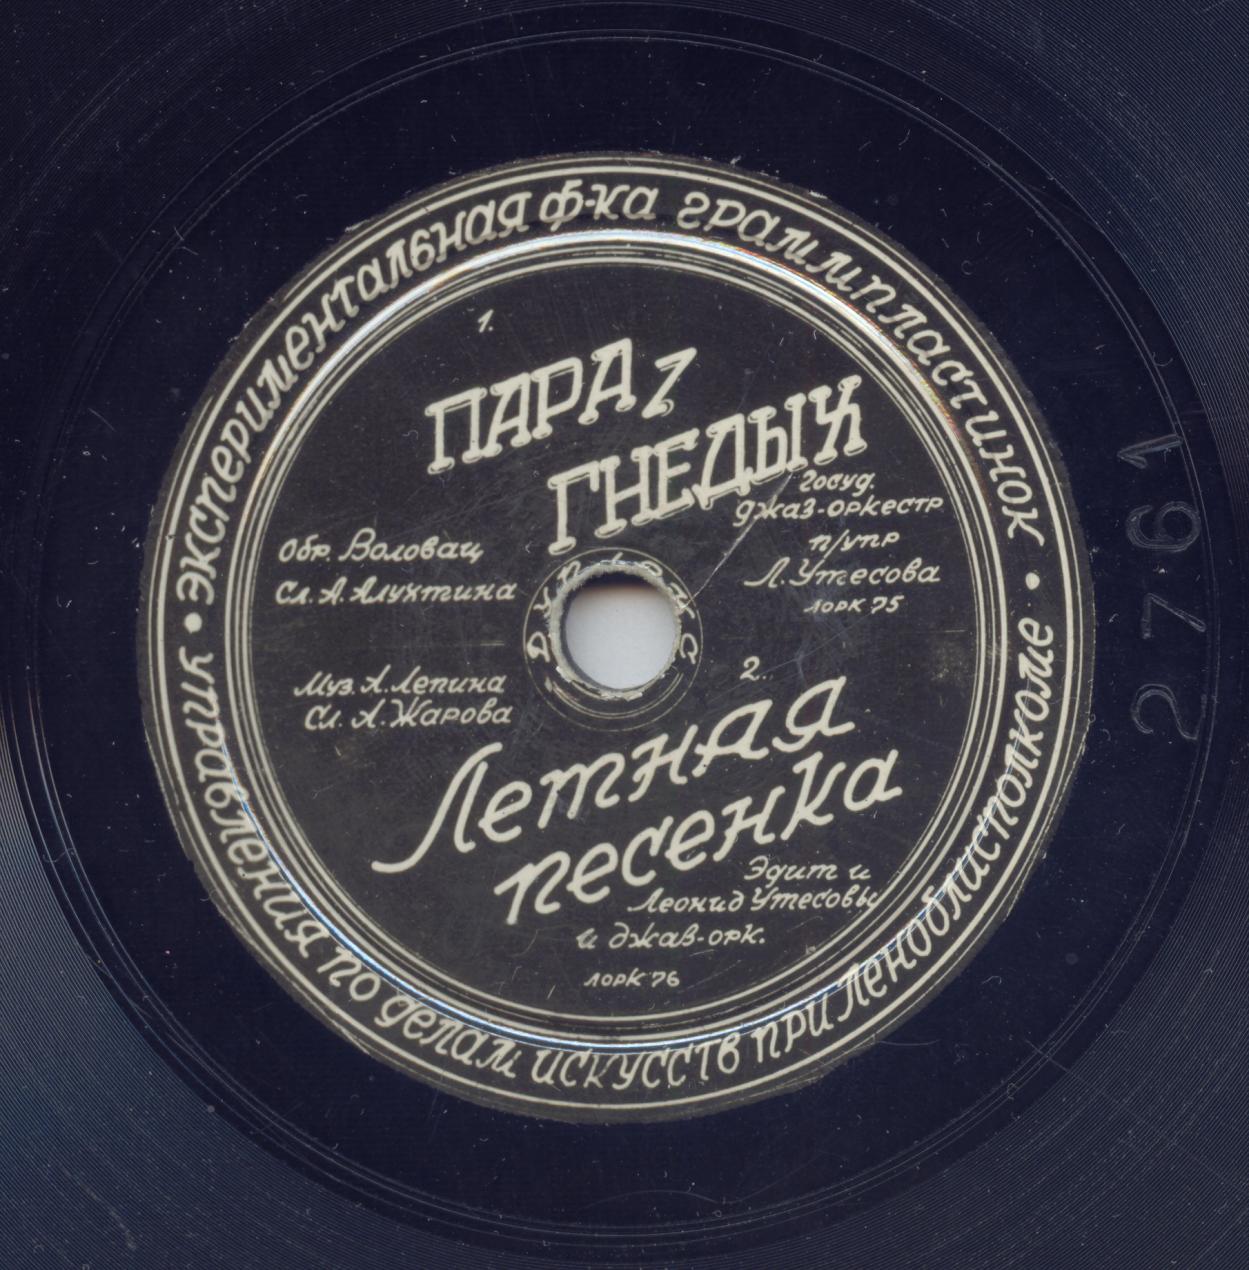 • Экспериментальная ф-ка грампластинок •
Управления по делам искусств при Леноблисполкоме
1.
ПАРА
ГНЕДЫХ
Обр. Воловац
Сл. А. Апухтина
Госуд.
джаз-оркестр
п/упр
Л. Утесова
ЛОРК 75
Муз. А. Лепина
Сл. А. Жарова
2.
Летная
песенка
Эдит и
Леонид Утесовы
и джаз-орк.
ЛОРК 76
2761